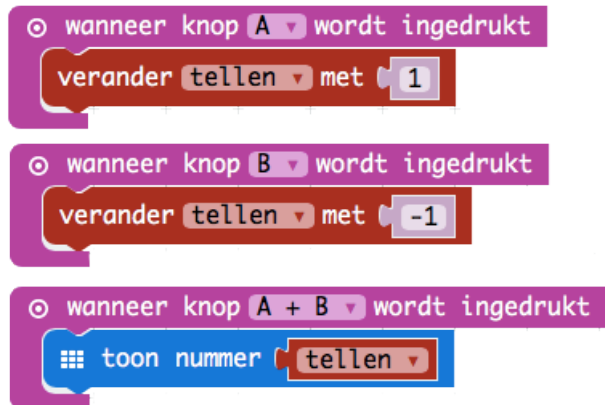 wanneer knop A wordt ingedrukt
verander tellen met 1
wanneer knop B wordt ingedrukt
verander tellen met -1
wanneer knop A + B wordt ingedrukt
toon nummer tellen